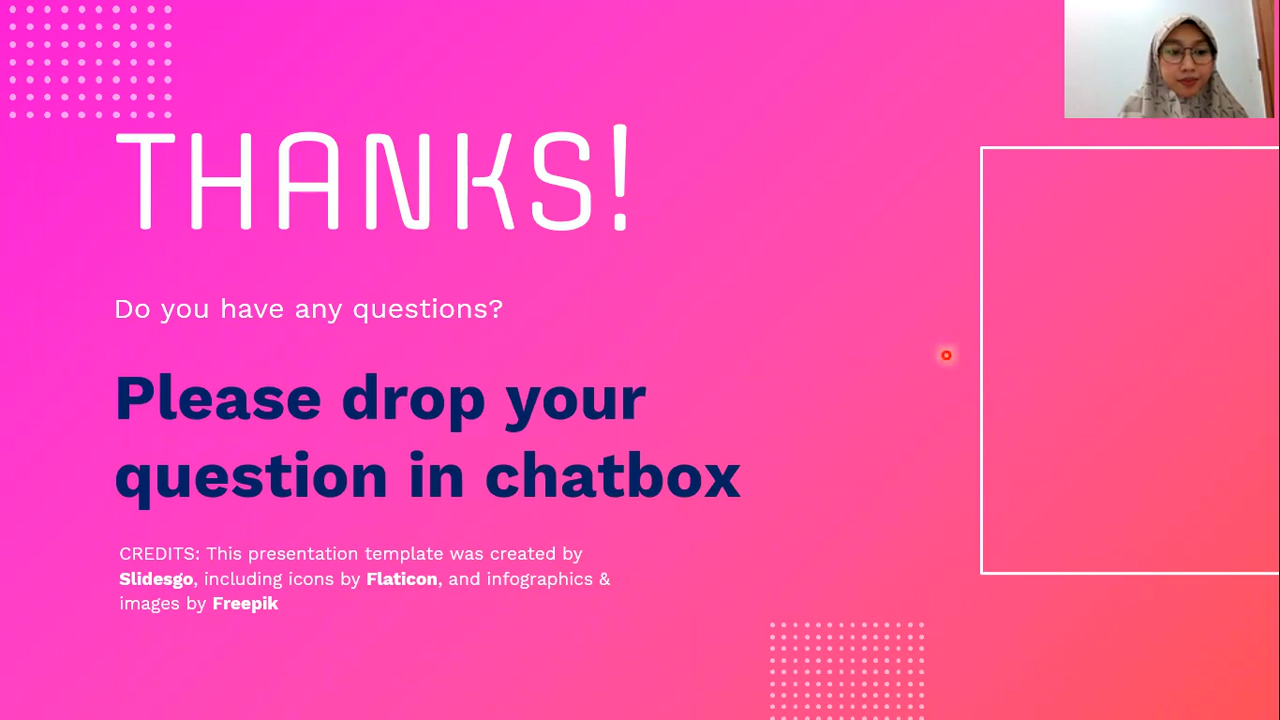 THANKS!
Do you have any questions?
Please drop your
question in chatbox
CREDITS: This presentation template was created by
Slidesgo, including icons by Flaticon, and infographics &
images by Freepik